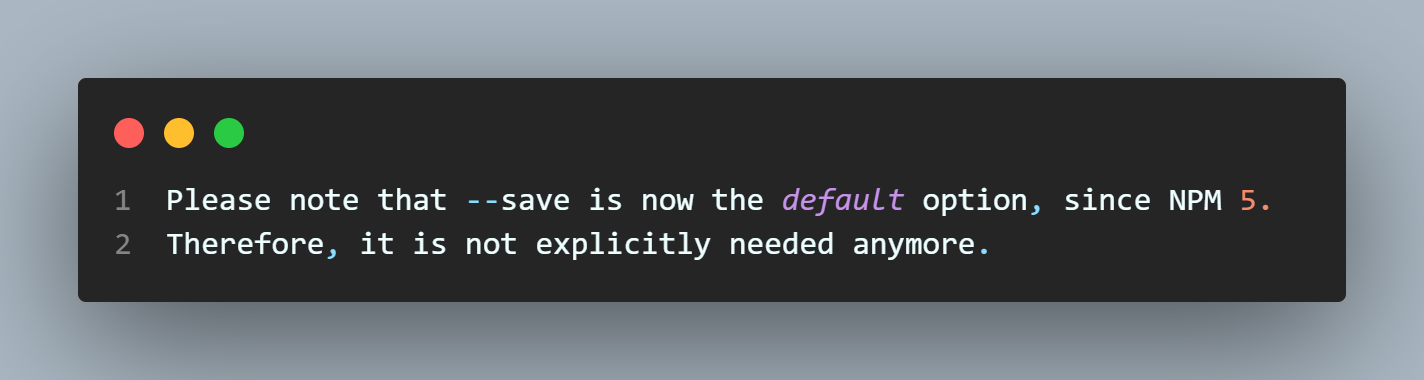 1 Please note that --save is now the default option, since NPM 5.
2 Therefore, it is not explicitly needed anymore.